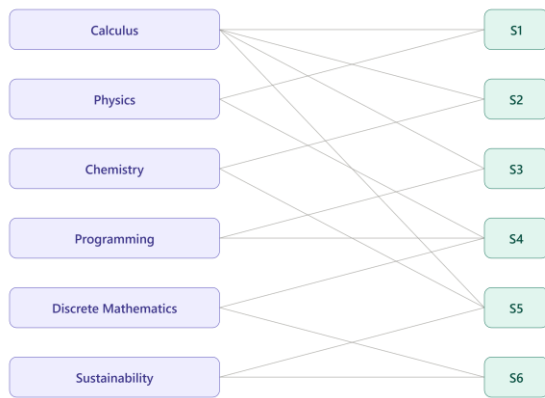 Calculus
S1
Physics
S2
Chemistry
S3
Programming
S4
Discrete Mathematics
S5
Sustainability
S6